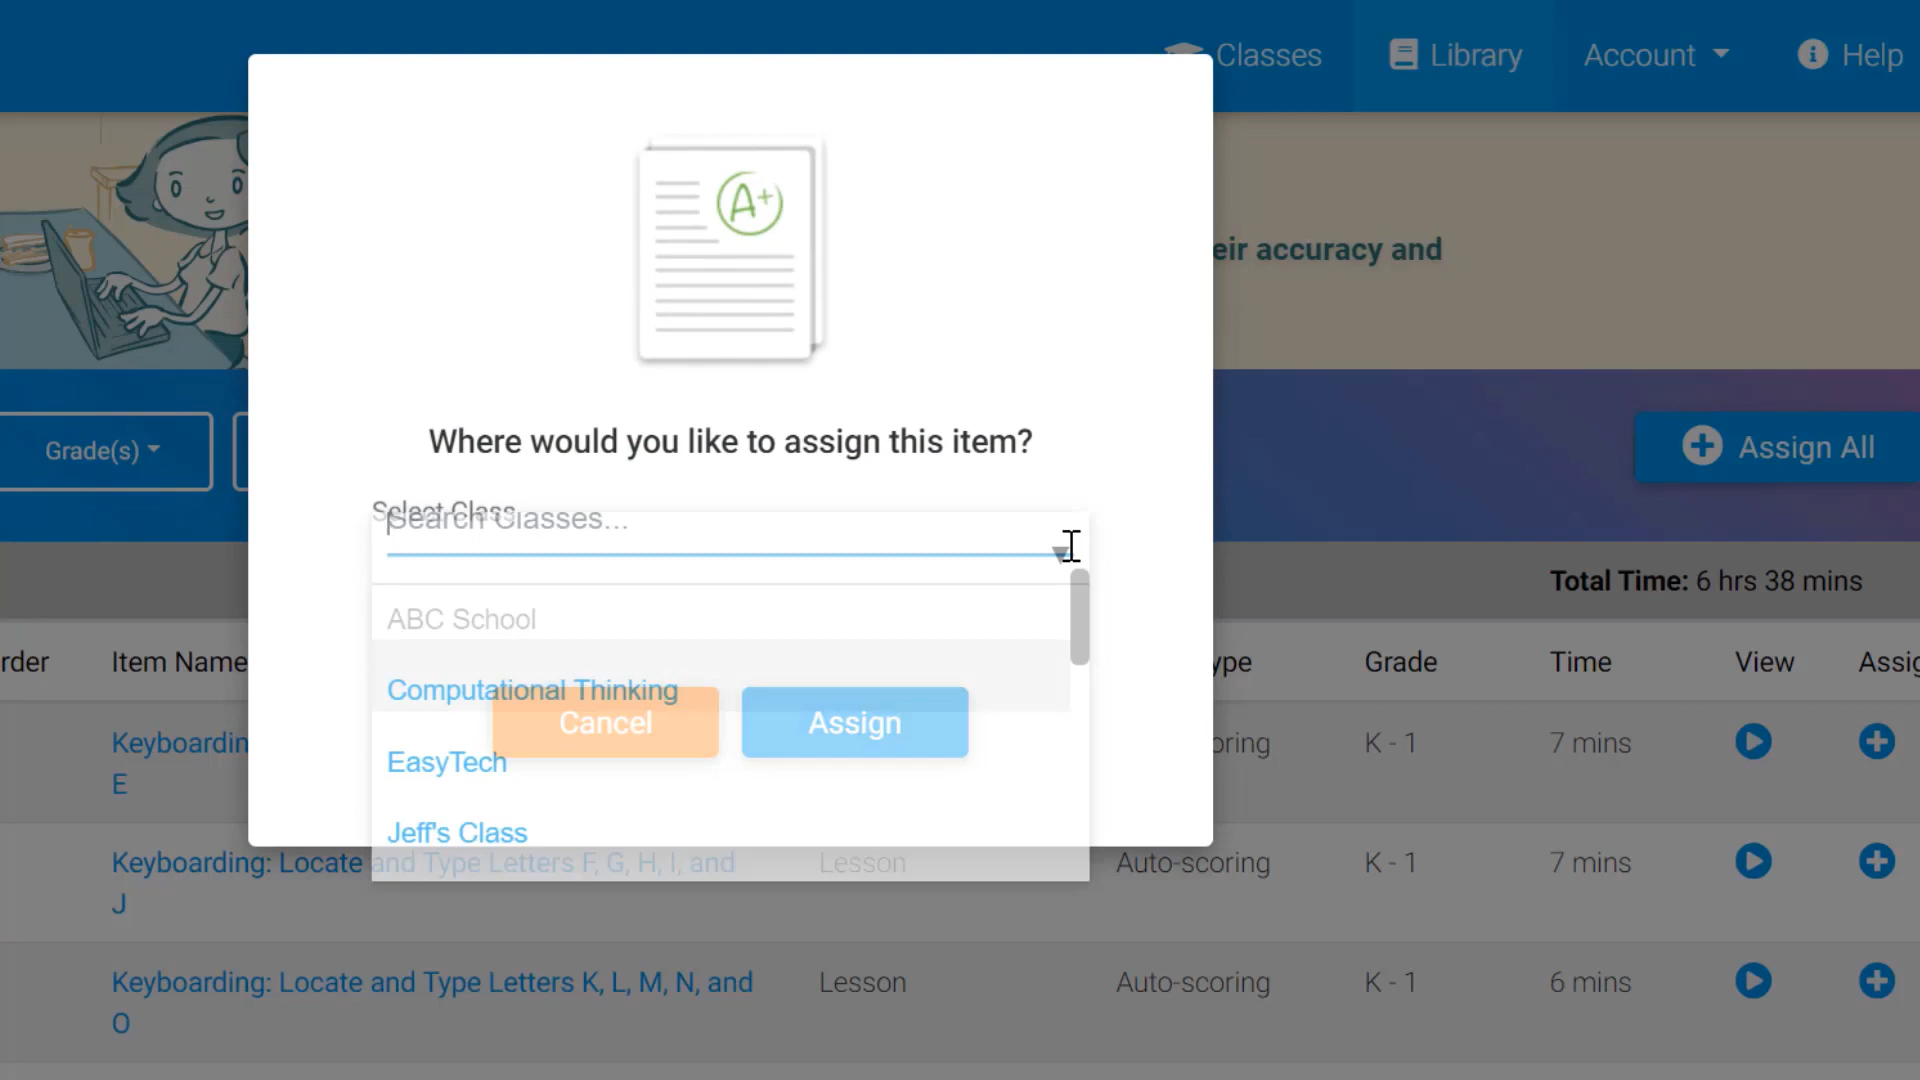 Classes
Library
Account
Help
A+
eir accuracy and
Where would you like to assign this item?
Grade(s)
Assign All
Select Class
Search Classes...
Total Time: 6 hrs 38 mins
ABC School
rder
Item Name
ype
Grade
Time
View
Assig
Computational Thinking
Cancel
Assign
EasyTech
Jeff's Class
Keyboardin
E
oring
K - 1
7 mins
Keyboarding: Locate and Type Letters F, G, H, I, and
J
Lesson
Auto-scoring
K - 1
7 mins
Keyboarding: Locate and Type Letters K, L, M, N, and
O
Lesson
Auto-scoring
K - 1
6 mins